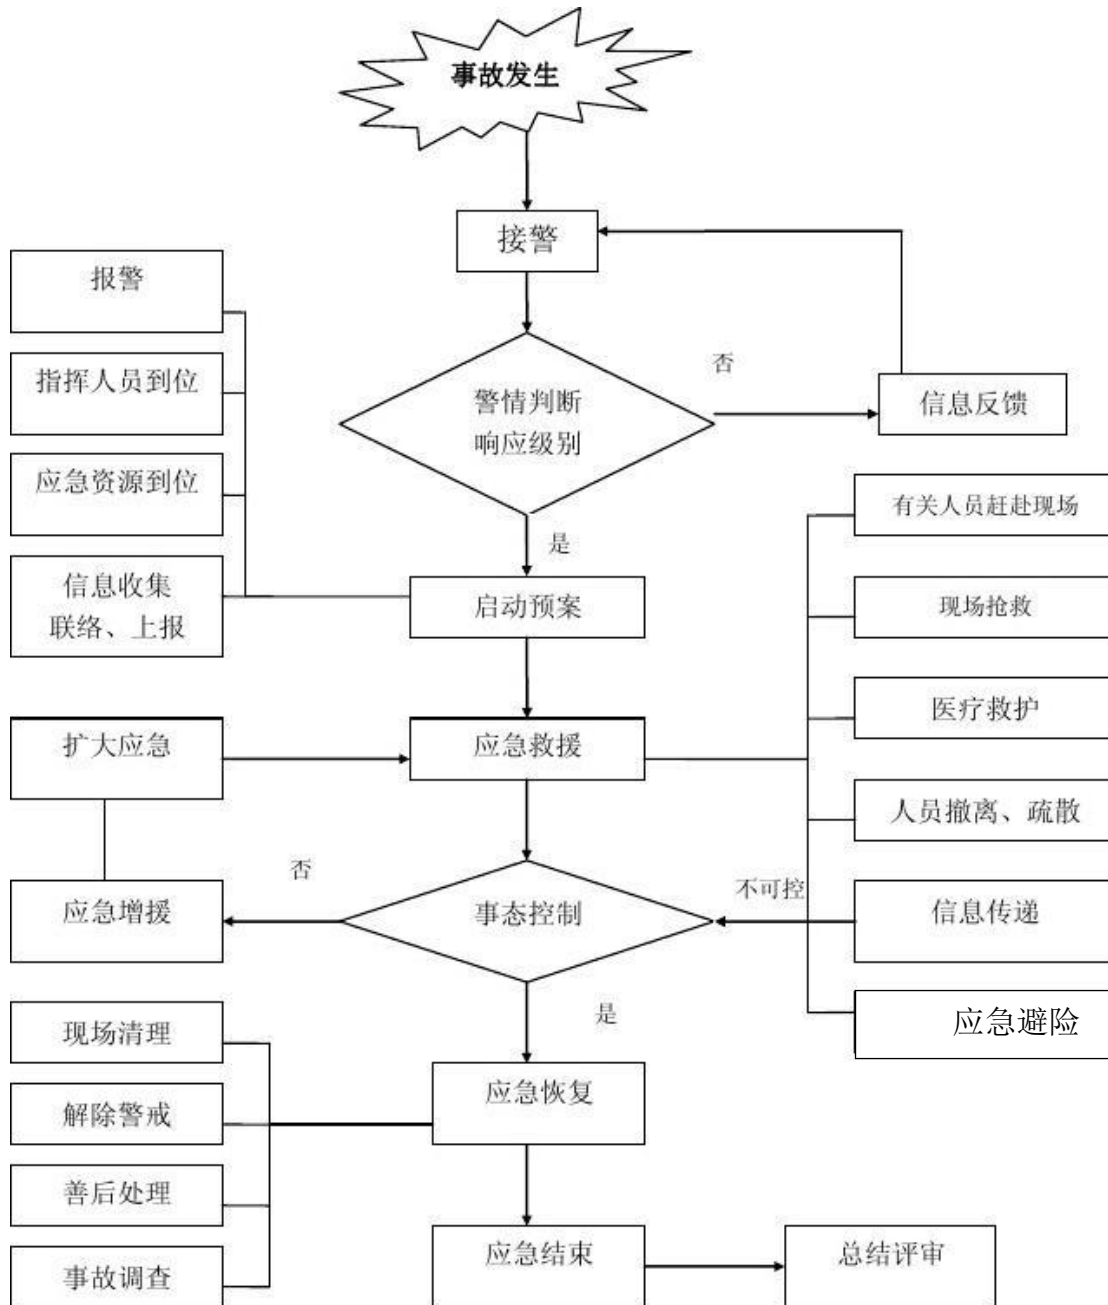 事故发生
接警
报警
指挥人员到位
应急资源到位
信息收集
联络、上报
警情判断
响应级别
否
信息反馈
是
启动预案
有关人员赶赴现场
现场抢救
医疗救护
人员撤离、疏散
信息传递
应急避险
扩大应急
应急救援
应急增援
否
事态控制
不可控
是
现场清理
解除警戒
善后处理
事故调查
应急恢复
应急结束
总结评审